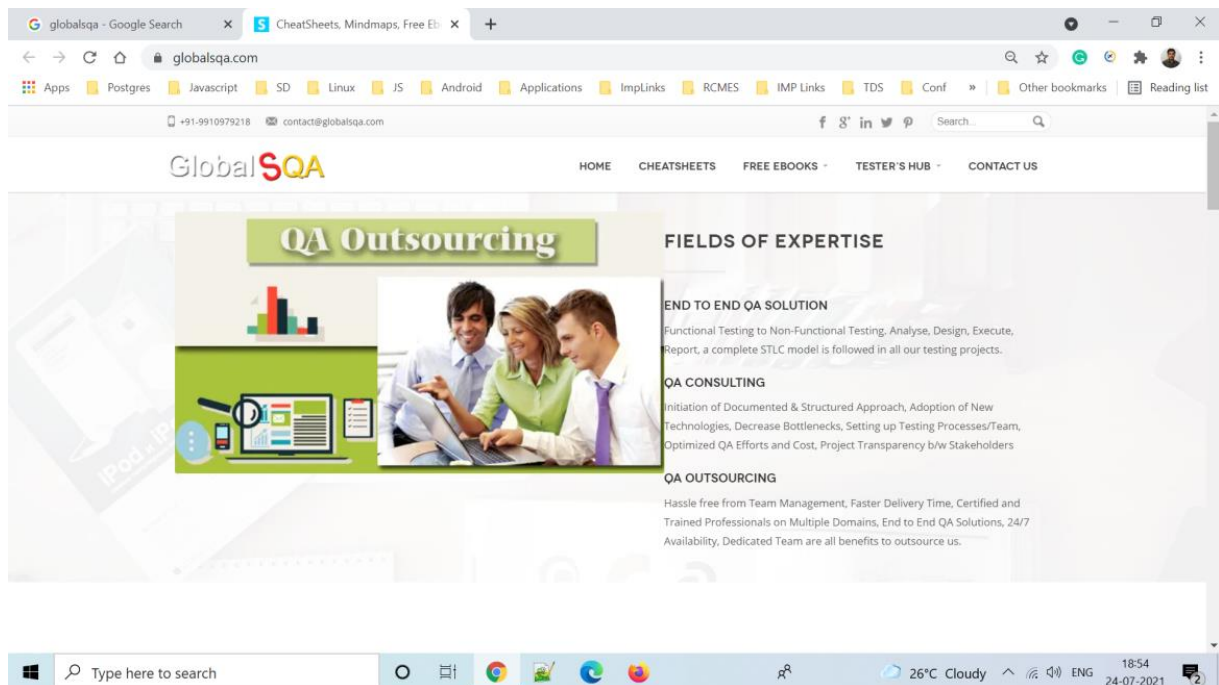 globalsqa - Google Search
CheatSheets, Mindmaps, Free Eb
globalsqa.com
Apps Postgres Javascript SD Linux JS Android Applications ImpLinks RCMES IMP Links TDS Conf » Other bookmarks Reading list
+91-9910979218 contact@globalsqa.com Search...
GlobalSQA HOME CHEATSHEETS FREE EBOOKS TESTER'S HUB CONTACT US
QA Outsourcing
FIELDS OF EXPERTISE
END TO END QA SOLUTION
Functional Testing to Non-Functional Testing. Analyse, Design, Execute,
Report, a complete STLC model is followed in all our testing projects.
QA CONSULTING
Initiation of Documented & Structured Approach, Adoption of New
Technologies, Decrease Bottlenecks, Setting up Testing Processes/Team,
Optimized QA Efforts and Cost, Project Transparency b/w Stakeholders
QA OUTSOURCING
Hassle free from Team Management, Faster Delivery Time, Certified and
Trained Professionals on Multiple Domains, End to End QA Solutions, 24/7
Availability, Dedicated Team are all benefits to outsource us.
Type here to search
26°C Cloudy ENG 18:54
24-07-2021 2